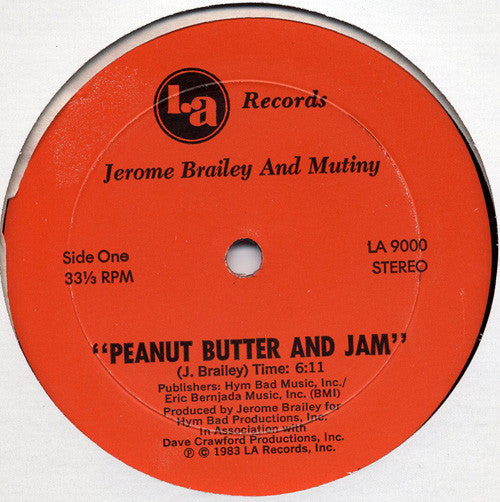 La Records
Jerome Brailey And Mutiny
Side One
33⅓ RPM
LA 9000
STEREO
"PEANUT BUTTER AND JAM"
(J. Brailey) Time: 6:11
Publishers: Hym Bad Music, Inc./
Eric Bernjada Music, Inc. (BMI)
Produced by Jerome Brailey for
Hym Bad Productions, Inc.
In Association with
Dave Crawford Productions, Inc.
℗ © 1983 LA Records, Inc.